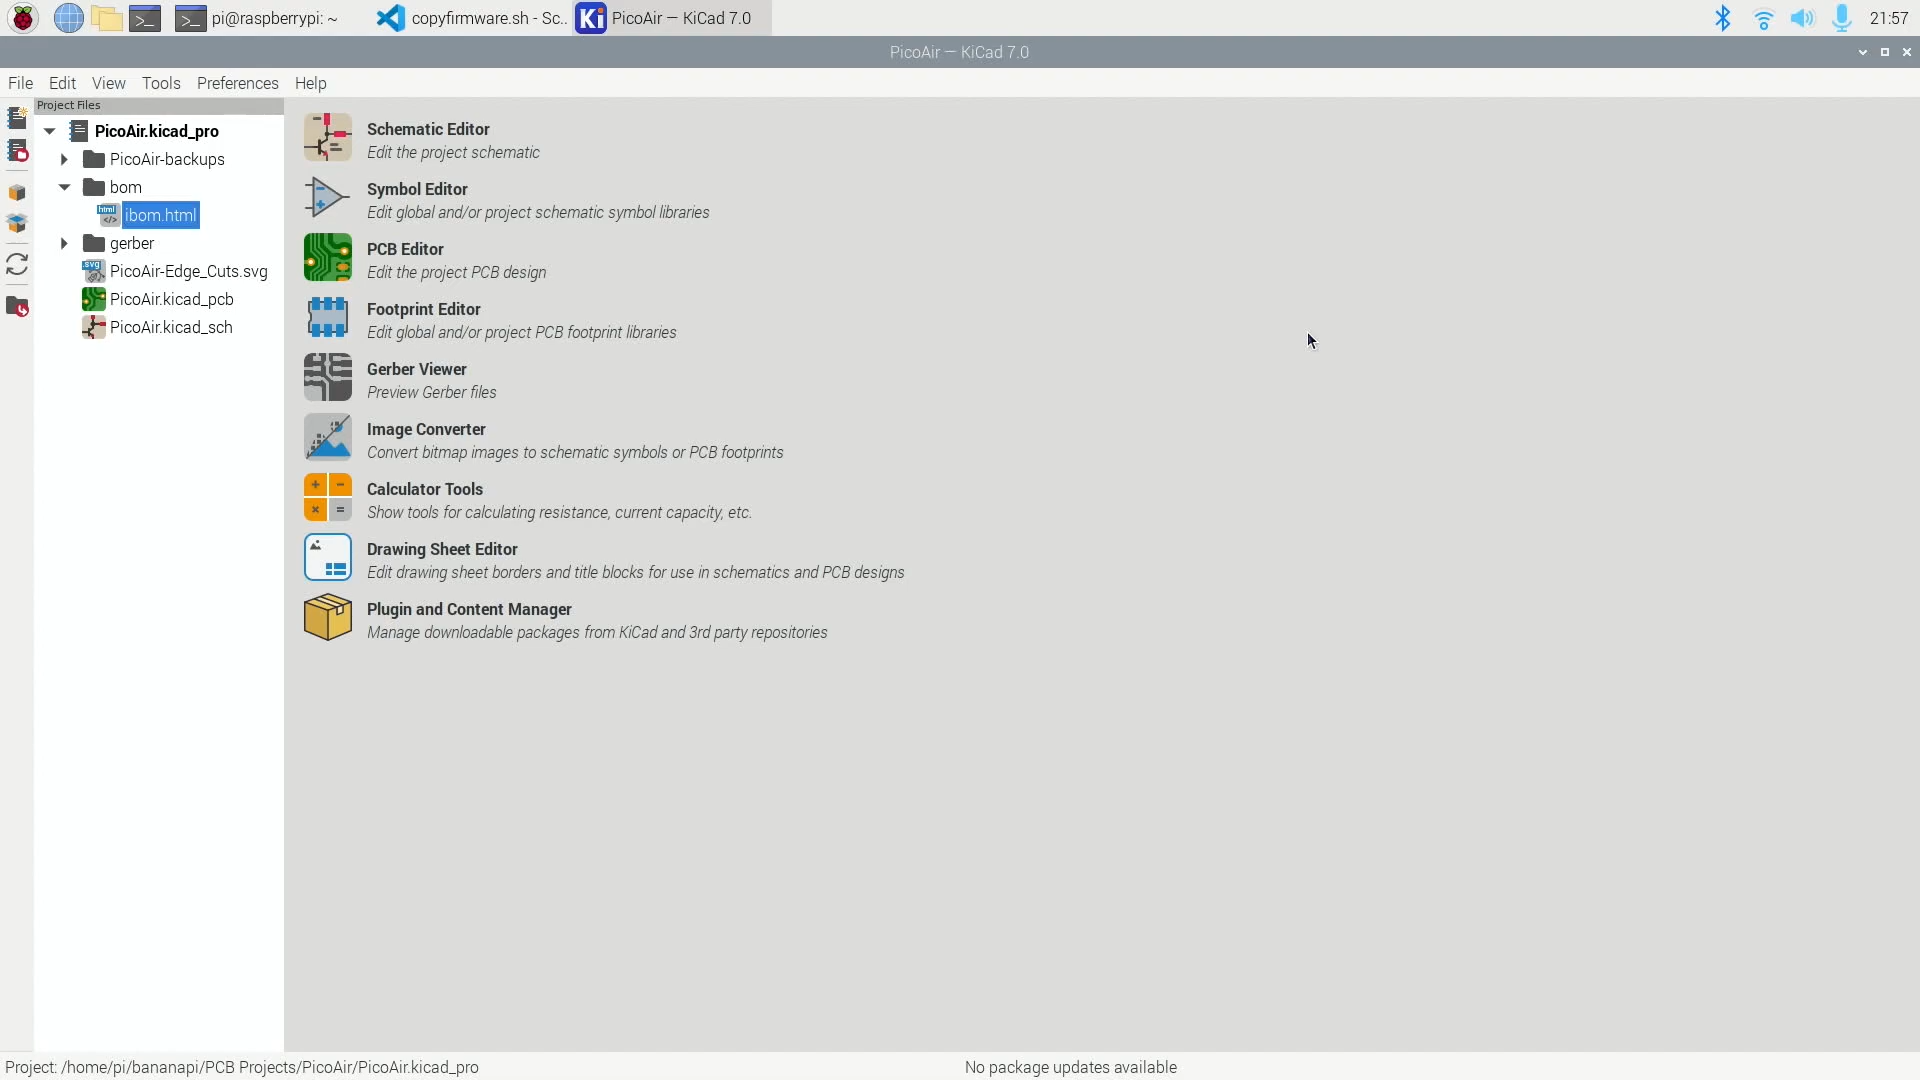 pi@raspberrypi: ~
copyfirmware.sh - Sc..
Ki
PicoAir — KiCad 7.0
21:57
PicoAir — KiCad 7.0
File Edit View Tools Preferences Help
Project Files
PicoAir.kicad_pro
PicoAir-backups
bom
html
ibom.html
gerber
SVG
PicoAir-Edge_Cuts.svg
PicoAir.kicad_pcb
PicoAir.kicad_sch
Schematic Editor
Edit the project schematic
Symbol Editor
Edit global and/or project schematic symbol libraries
PCB Editor
Edit the project PCB design
Footprint Editor
Edit global and/or project PCB footprint libraries
Gerber Viewer
Preview Gerber files
Image Converter
Convert bitmap images to schematic symbols or PCB footprints
Calculator Tools
Show tools for calculating resistance, current capacity, etc.
Drawing Sheet Editor
Edit drawing sheet borders and title blocks for use in schematics and PCB designs
Plugin and Content Manager
Manage downloadable packages from KiCad and 3rd party repositories
Project: /home/pi/bananapi/PCB Projects/PicoAir/PicoAir.kicad_pro
No package updates available